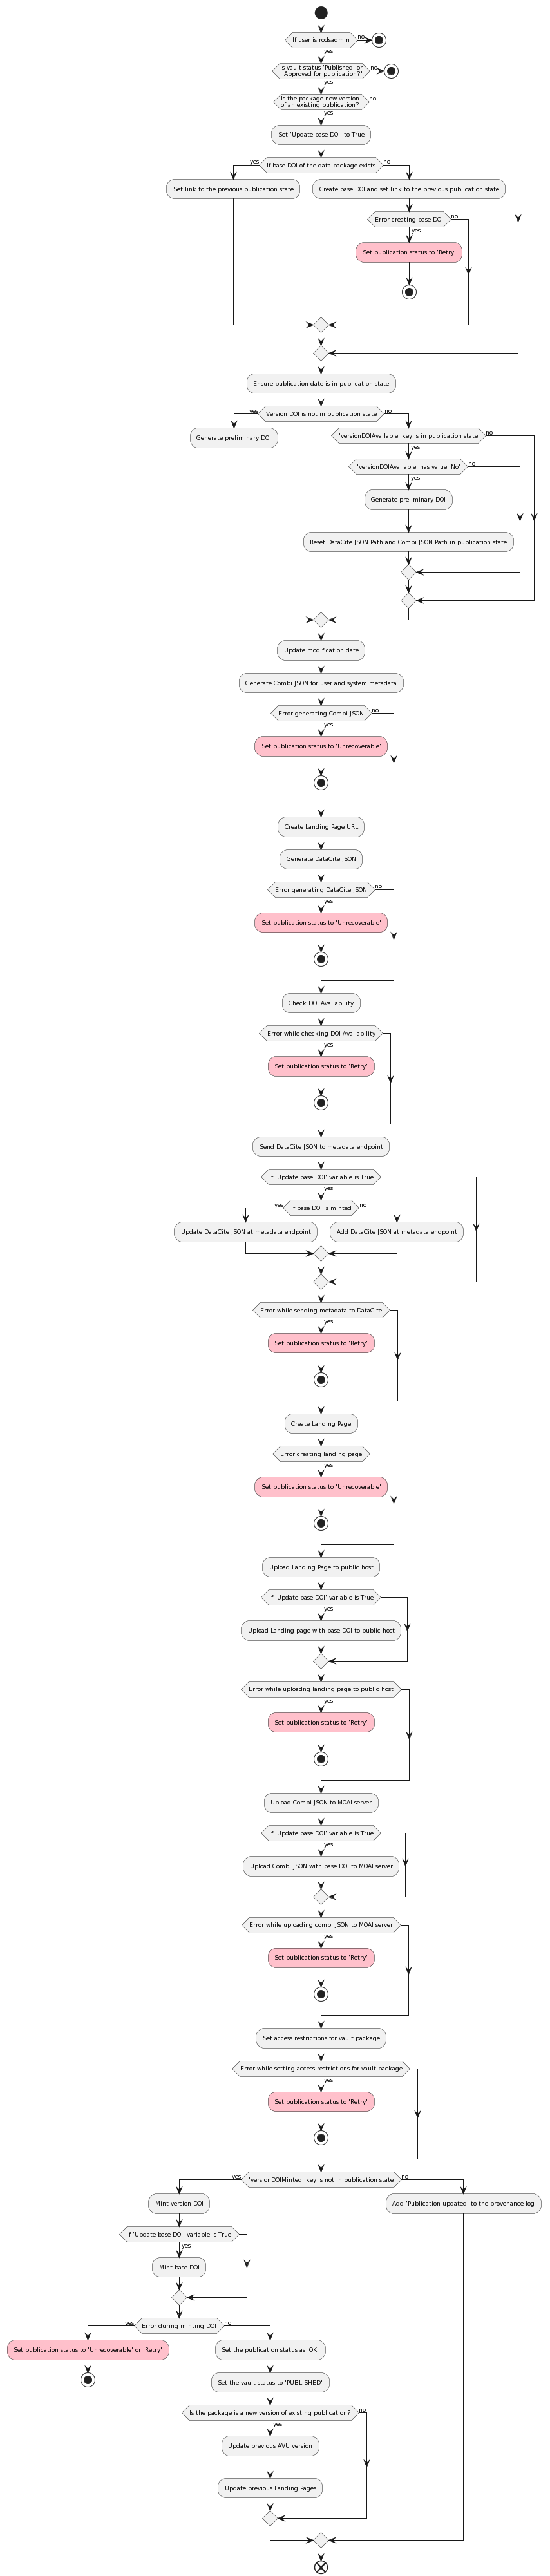 If user is rodsadmin
no
yes
Is vault status 'Published' or
'Approved for publication?'
no
yes
Is the package new version
of an existing publication?
no
yes
Set 'Update base DOI' to True
yes
If base DOI of the data package exists
no
Set link to the previous publication state
Create base DOI and set link to the previous publication state
Error creating base DOI
no
yes
Set publication status to 'Retry'
Ensure publication date is in publication state
yes
Version DOI is not in publication state
no
Generate preliminary DOI
'versionDOIAvailable' key is in publication state
no
yes
'versionDOIAvailable' has value 'No'
no
yes
Generate preliminary DOI
Reset DataCite JSON Path and Combi JSON Path in publication state
Update modification date
Generate Combi JSON for user and system metadata
Error generating Combi JSON
no
yes
Set publication status to 'Unrecoverable'
Create Landing Page URL
Generate DataCite JSON
Error generating DataCite JSON
no
yes
Set publication status to 'Unrecoverable'
Check DOI Availability
Error while checking DOI Availability
yes
Set publication status to 'Retry'
Send DataCite JSON to metadata endpoint
If 'Update base DOI' variable is True
yes
yes
If base DOI is minted
no
Update DataCite JSON at metadata endpoint
Add DataCite JSON at metadata endpoint
Error while sending metadata to DataCite
yes
Set publication status to 'Retry'
Create Landing Page
Error creating landing page
yes
Set publication status to 'Unrecoverable'
Upload Landing Page to public host
If 'Update base DOI' variable is True
yes
Upload Landing page with base DOI to public host
Error while uploadng landing page to public host
yes
Set publication status to 'Retry'
Upload Combi JSON to MOAI server
If 'Update base DOI' variable is True
yes
Upload Combi JSON with base DOI to MOAI server
Error while uploading combi JSON to MOAI server
yes
Set publication status to 'Retry'
Set access restrictions for vault package
Error while setting access restrictions for vault package
yes
Set publication status to 'Retry'
yes
'versionDOIMinted' key is not in publication state
no
Mint version DOI
Add 'Publication updated' to the provenance log
If 'Update base DOI' variable is True
yes
Mint base DOI
yes
Error during minting DOI
no
Set publication status to 'Unrecoverable' or 'Retry'
Set the publication status as 'OK'
Set the vault status to 'PUBLISHED'
Is the package is a new version of existing publication?
no
yes
Update previous AVU version
Update previous Landing Pages